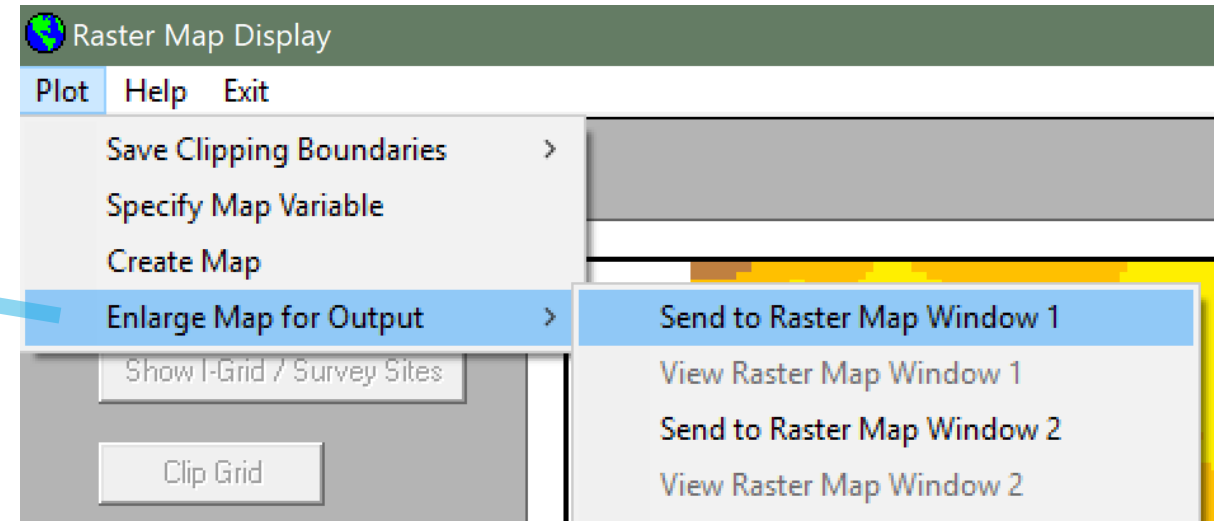 Raster Map Display
Plot Help Exit
Save Clipping Boundaries >
Specify Map Variable
Create Map
Enlarge Map for Output >
Show I-Grid / Survey Sites
Clip Grid
Send to Raster Map Window 1
View Raster Map Window 1
Send to Raster Map Window 2
View Raster Map Window 2